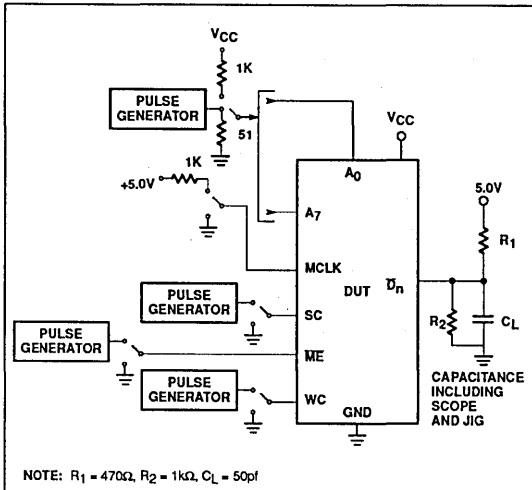 VCC
1K
PULSE
GENERATOR
51
VCC
1K
+5.0V
5.0V
A0
A7
R1
MCLK
DUT
D̅n
SC
R2
CL
PULSE
GENERATOR
PULSE
GENERATOR
M̅E̅
PULSE
GENERATOR
WC
GND
CAPACITANCE
INCLUDING
SCOPE
AND JIG
NOTE: R1 = 470Ω, R2 = 1kΩ, CL = 50pf